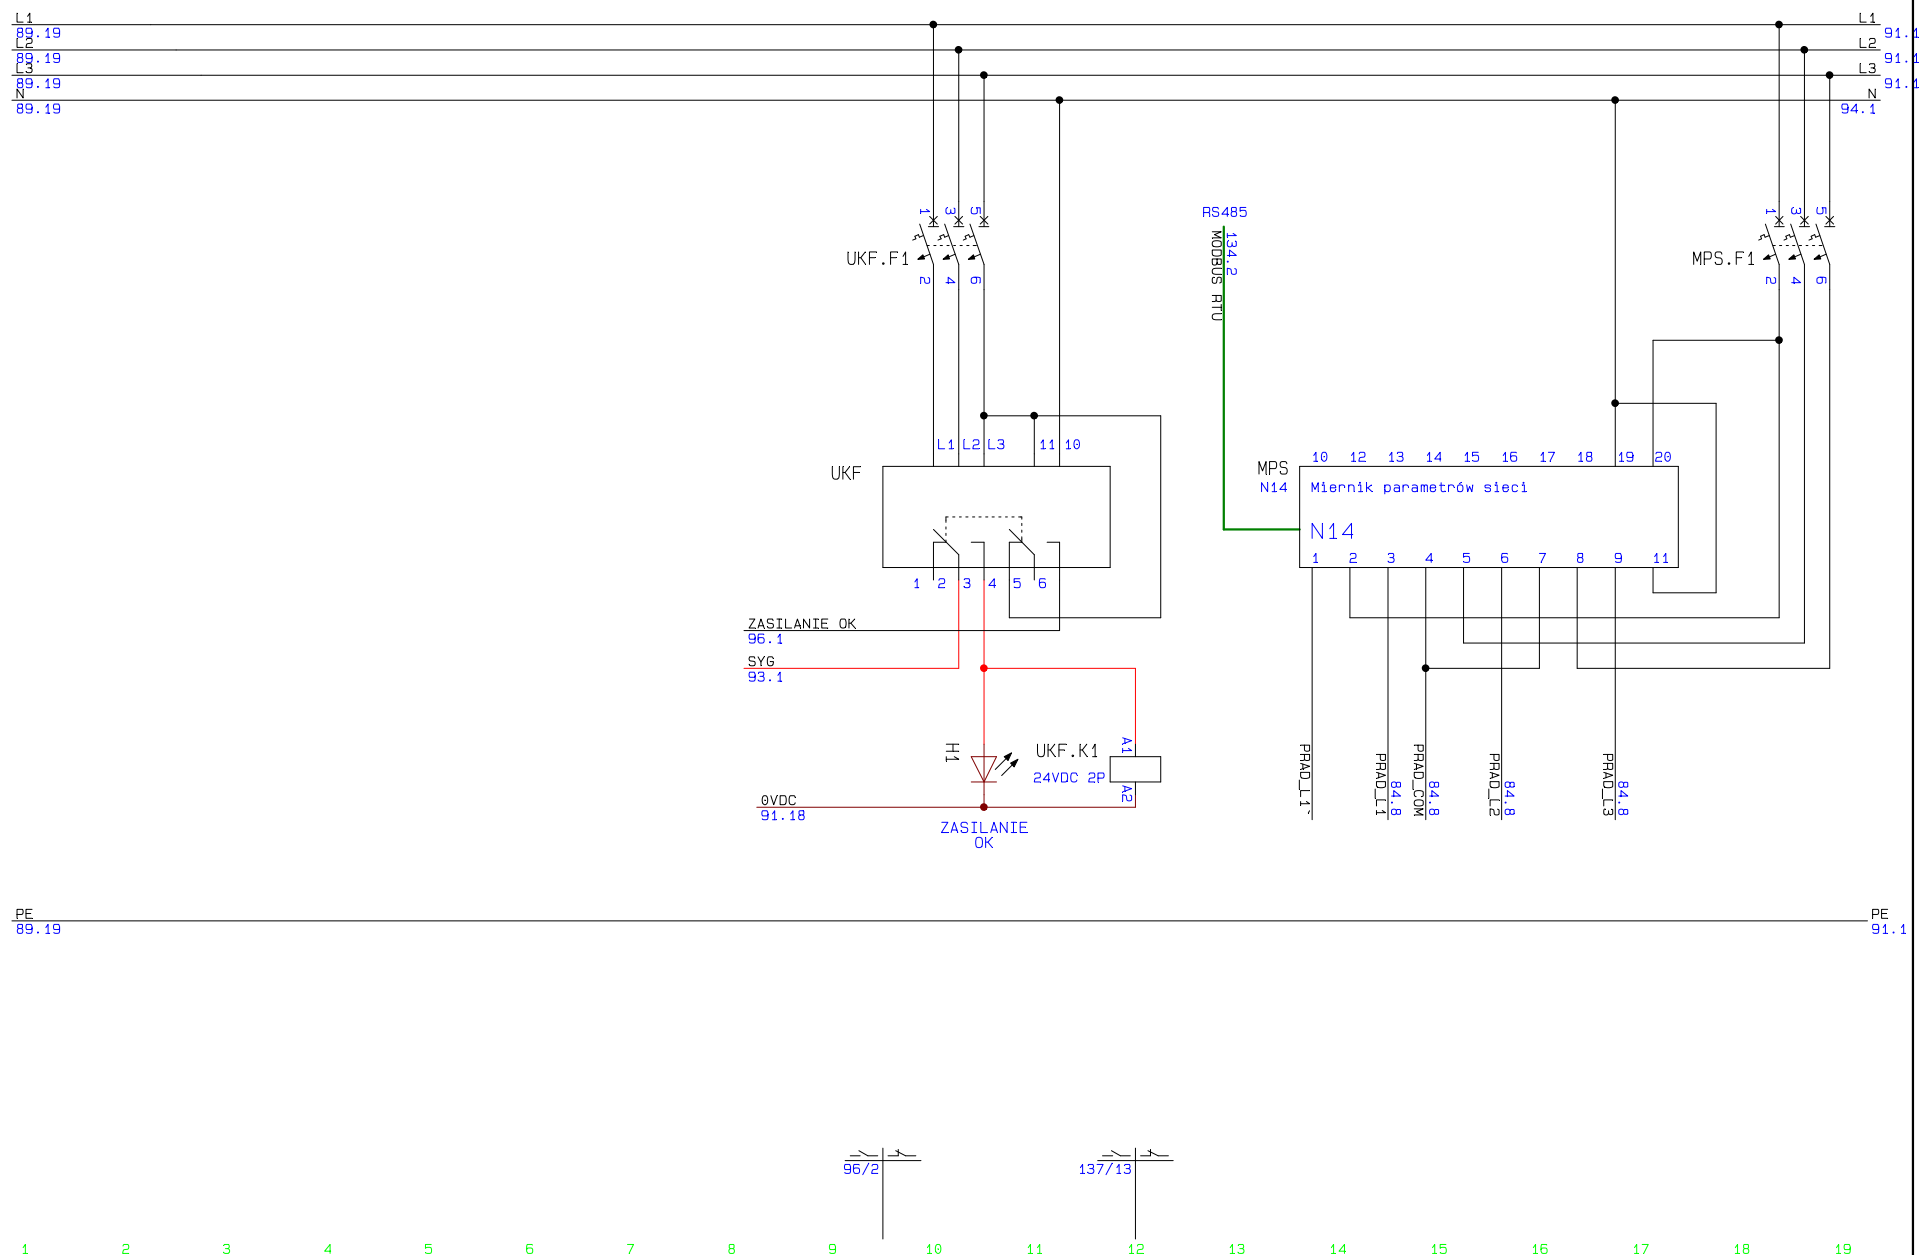 L1
89.19
L2
89.19
L3
89.19
N
89.19
L1
91.1
L2
91.1
L3
91.1
N
94.1
1 3 5
UKF.F1
2 4 6
RS485
134.2
MODBUS RTU
1 3 5
MPS.F1
2 4 6
L1 L2 L3 11 10
UKF
1 2 3 4 5 6
MPS
N14
10 12 13 14 15 16 17 18 19 20
Miernik parametrów sieci
N14
1 2 3 4 5 6 7 8 9 11
ZASILANIE OK
96.1
SYG
93.1
H1
UKF.K1
24VDC 2P
A1
A2
0VDC
91.18
ZASILANIE
OK
PRAD_L1~
PRAD_L1
84.8
PRAD_COM
84.8
PRAD_L2
84.8
PRAD_L3
84.8
PE
89.19
PE
91.1
96/2
137/13
1 2 3 4 5 6 7 8 9 10 11 12 13 14 15 16 17 18 19